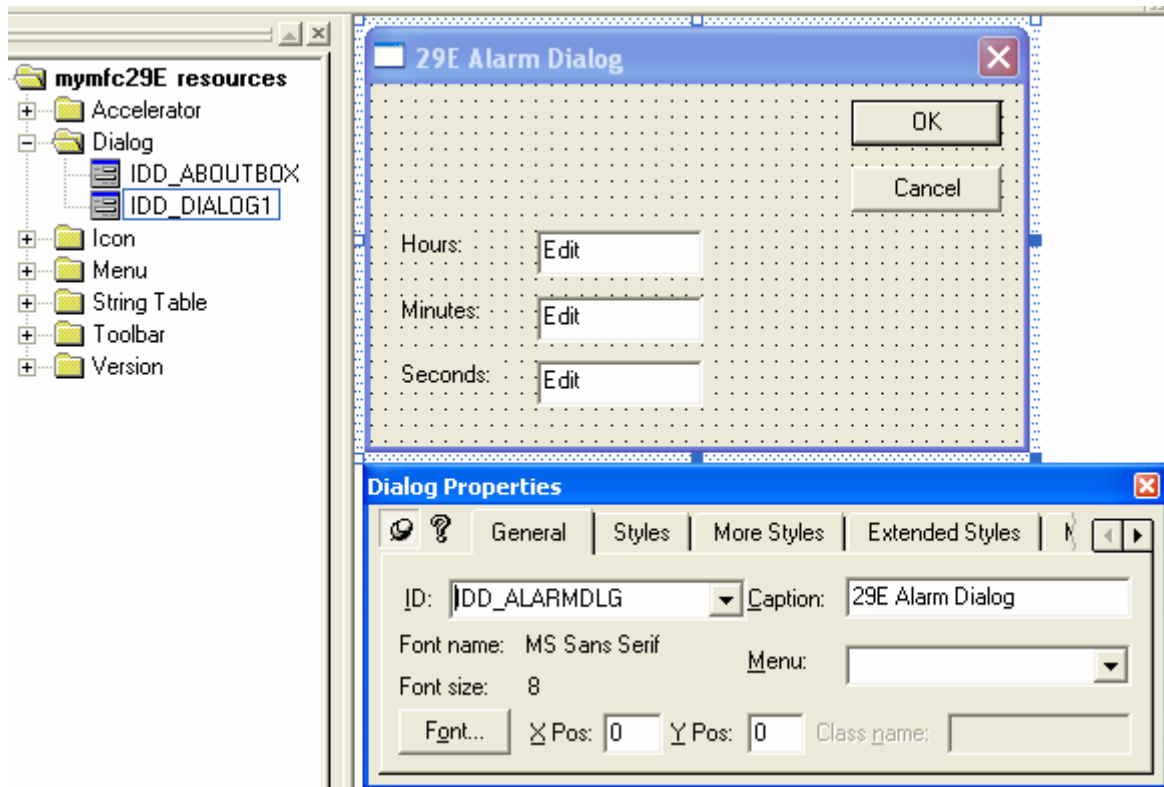 mymfc29E resources
Accelerator
Dialog
IDD_ABOUTBOX
IDD_DIALOG1
Icon
Menu
String Table
Toolbar
Version
29E Alarm Dialog
OK
Cancel
Hours: Edit
Minutes: Edit
Seconds: Edit
Dialog Properties
General Styles More Styles Extended Styles
ID: IDD_ALARMDLG Caption: 29E Alarm Dialog
Font name: MS Sans Serif
Menu:
Font size: 8
Font... X Pos: 0 Y Pos: 0 Class name: